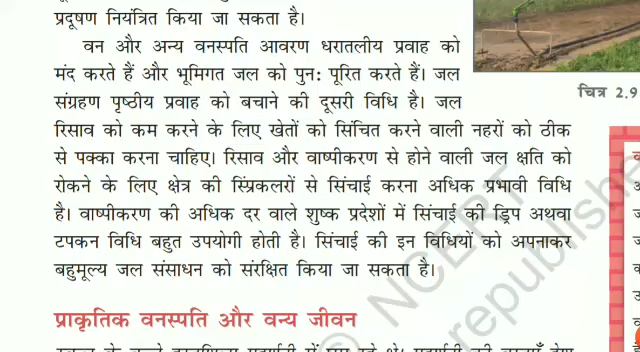 प्रदूषण नियंत्रित किया जा सकता है।
वन और अन्य वनस्पति आवरण धरातलीय प्रवाह को
मंद करते हैं और भूमिगत जल को पुन: पूरित करते हैं। जल
संग्रहण पृष्ठीय प्रवाह को बचाने की दूसरी विधि है। जल
रिसाव को कम करने के लिए खेतों को सिंचित करने वाली नहरों को ठीक
से पक्का करना चाहिए। रिसाव और वाष्पीकरण से होने वाली जल क्षति को
रोकने के लिए क्षेत्र की स्प्रिंकलरों से सिंचाई करना अधिक प्रभावी विधि
है। वाष्पीकरण की अधिक दर वाले शुष्क प्रदेशों में सिंचाई की ड्रिप अथवा
टपकन विधि बहुत उपयोगी होती है। सिंचाई की इन विधियों को अपनाकर
बहुमूल्य जल संसाधन को संरक्षित किया जा सकता है।
प्राकृतिक वनस्पति और वन्य जीवन
चित्र 2.9
© NCERT
republishe